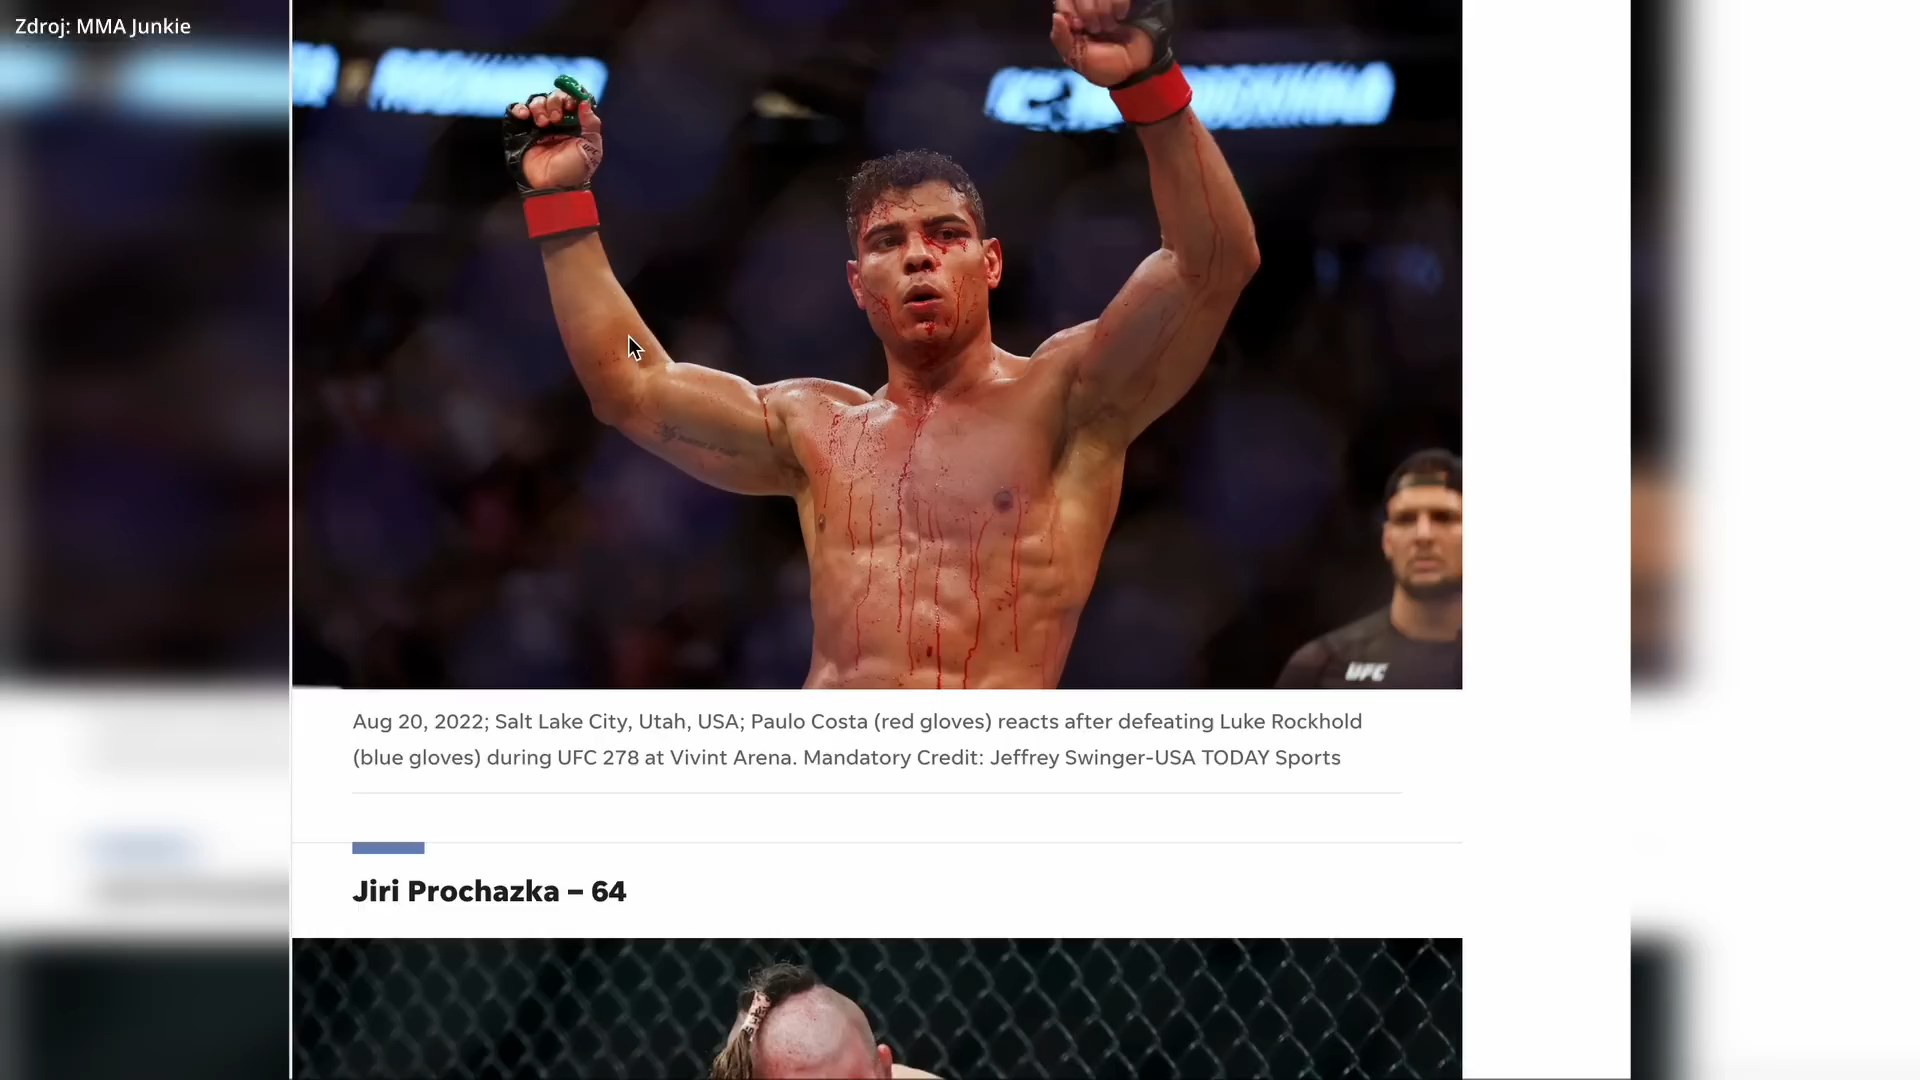 Zdroj: MMA Junkie
UFC
Aug 20, 2022; Salt Lake City, Utah, USA; Paulo Costa (red gloves) reacts after defeating Luke Rockhold
(blue gloves) during UFC 278 at Vivint Arena. Mandatory Credit: Jeffrey Swinger-USA TODAY Sports
Jiri Prochazka – 64